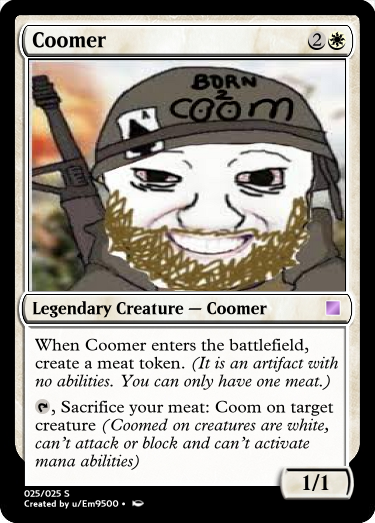 Coomer 2
BORN
2
COOM
A
Legendary Creature — Coomer
When Coomer enters the battlefield,
create a meat token. (It is an artifact with
no abilities. You can only have one meat.)
, Sacrifice your meat: Coom on target
creature (Coomed on creatures are white,
can't attack or block and can't activate
mana abilities)
1/1
025/025 S
Created by u/Em9500 •